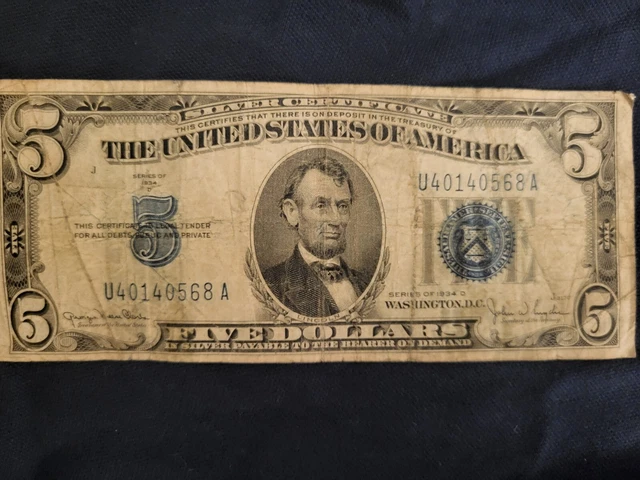 5 SILVER CERTIFICATE 5
THIS CERTIFIES THAT THERE IS ON DEPOSIT IN THE TREASURY OF
THE UNITED STATES OF AMERICA
J
SERIES OF
1934
D
U40140568A
5
THIS CERTIFICATE IS LEGAL TENDER
FOR ALL DEBTS, PUBLIC AND PRIVATE
U40140568A
SERIES OF 1934 D
WASHINGTON, D.C.
LINCOLN
5 FIVE DOLLARS 5
IN SILVER PAYABLE TO THE BEARER ON DEMAND